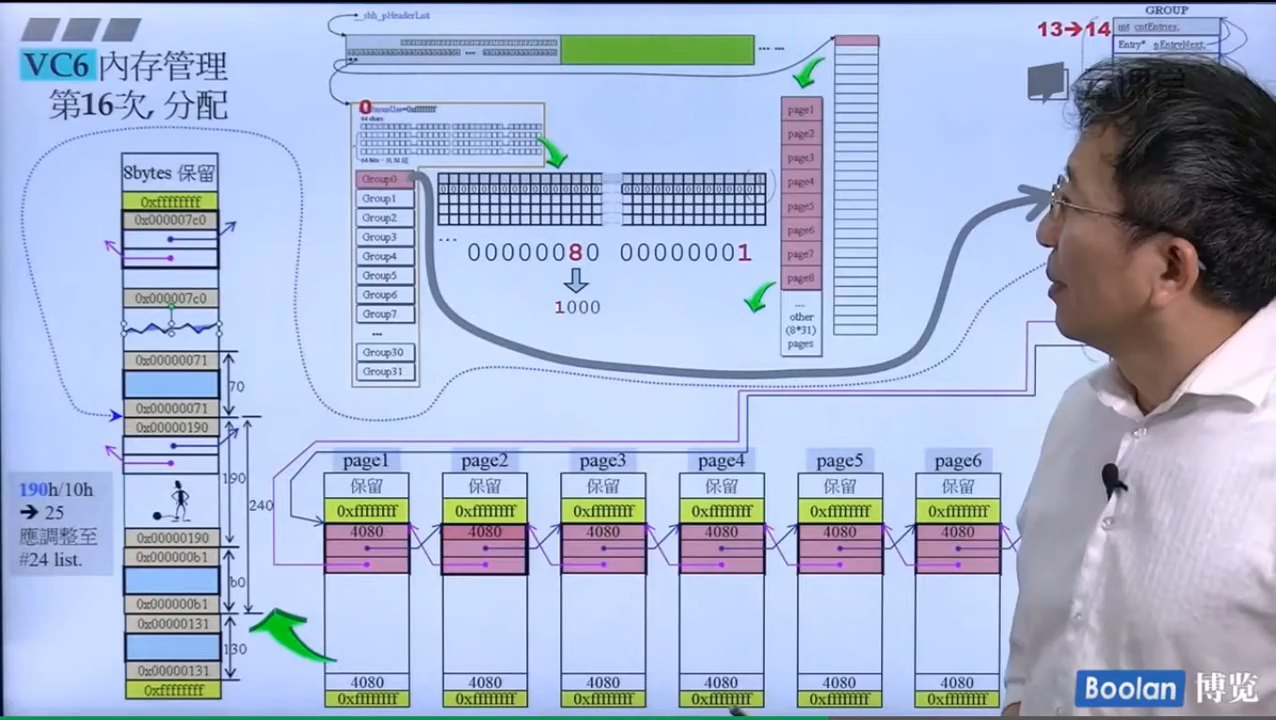 VC6 内存管理
第16次, 分配
_sbh_pHeaderList
... ...
13→14
GROUP
int cntEntries;
Entry* pEntryNext;
0
Group0
Group1
Group2
Group3
Group4
Group5
Group6
Group7
...
Group30
Group31
...
00000080 00000001
1000
page1
page2
page3
page4
page5
page6
page7
page8
...
other
(8*31)
pages
8bytes 保留
0xffffffff
0x000007c0
0x000007c0
0x00000071
70
0x00000071
0x00000190
190
240
0x00000190
0x000000b1
b0
0x000000b1
0x00000131
130
0x00000131
0xffffffff
190h/10h
→ 25
應調整至
#24 list.
page1 page2 page3 page4 page5 page6
保留 保留 保留 保留 保留 保留
0xffffffff 0xffffffff 0xffffffff 0xffffffff 0xffffffff 0xffffffff
4080 4080 4080 4080 4080 4080
4080 4080 4080 4080 4080 4080
0xffffffff 0xffffffff 0xffffffff 0xffffffff 0xffffffff 0xffffffff
Boolan 博览